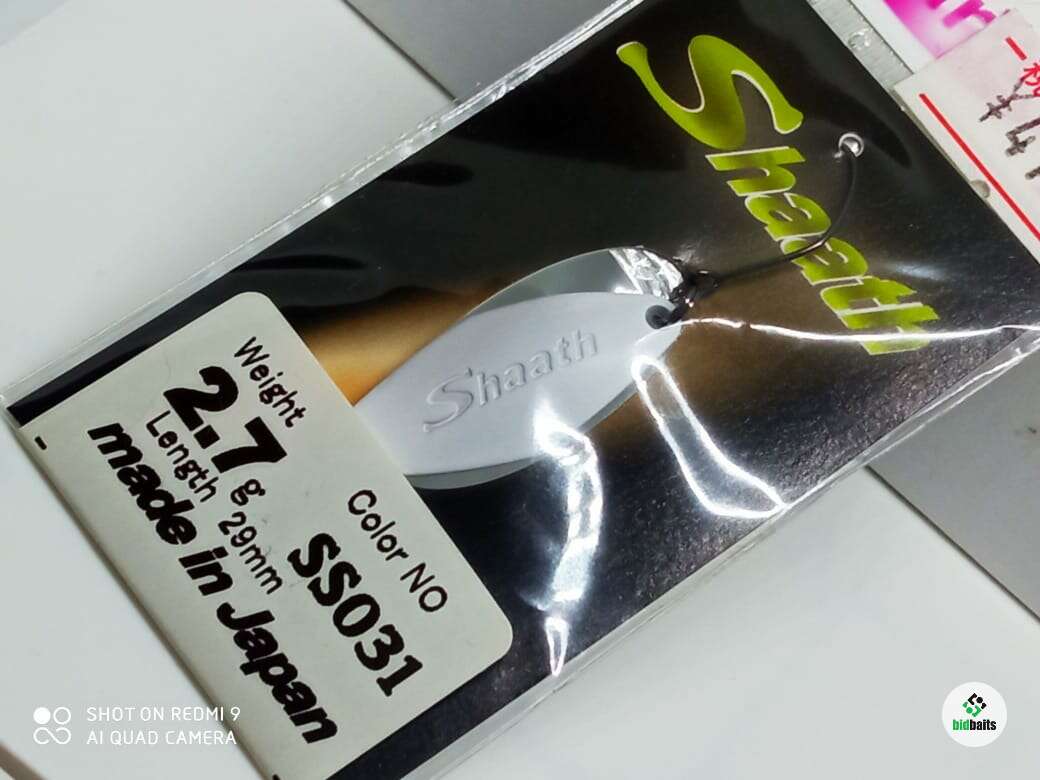 Shaath
Shaath
Weight
2.7 g
Length 29mm
made in Japan
Color NO
SS031
SHOT ON REDMI 9
AI QUAD CAMERA
bidbaits